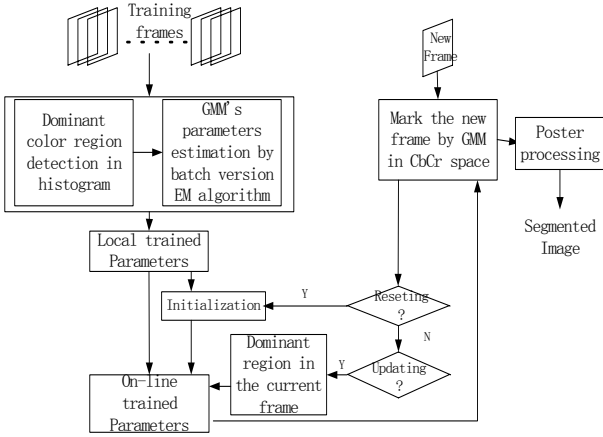 Training
frames
New
Frame
Dominant
color region
detection in
histogram
GMM's
parameters
estimation by
batch version
EM algorithm
Mark the new
frame by GMM
in CbCr space
Poster
processing
Segmented
Image
Local trained
Parameters
Initialization
Y
Reseting
?
N
Dominant
region in
the current
frame
Y
Updating
?
On-line
trained
Parameters